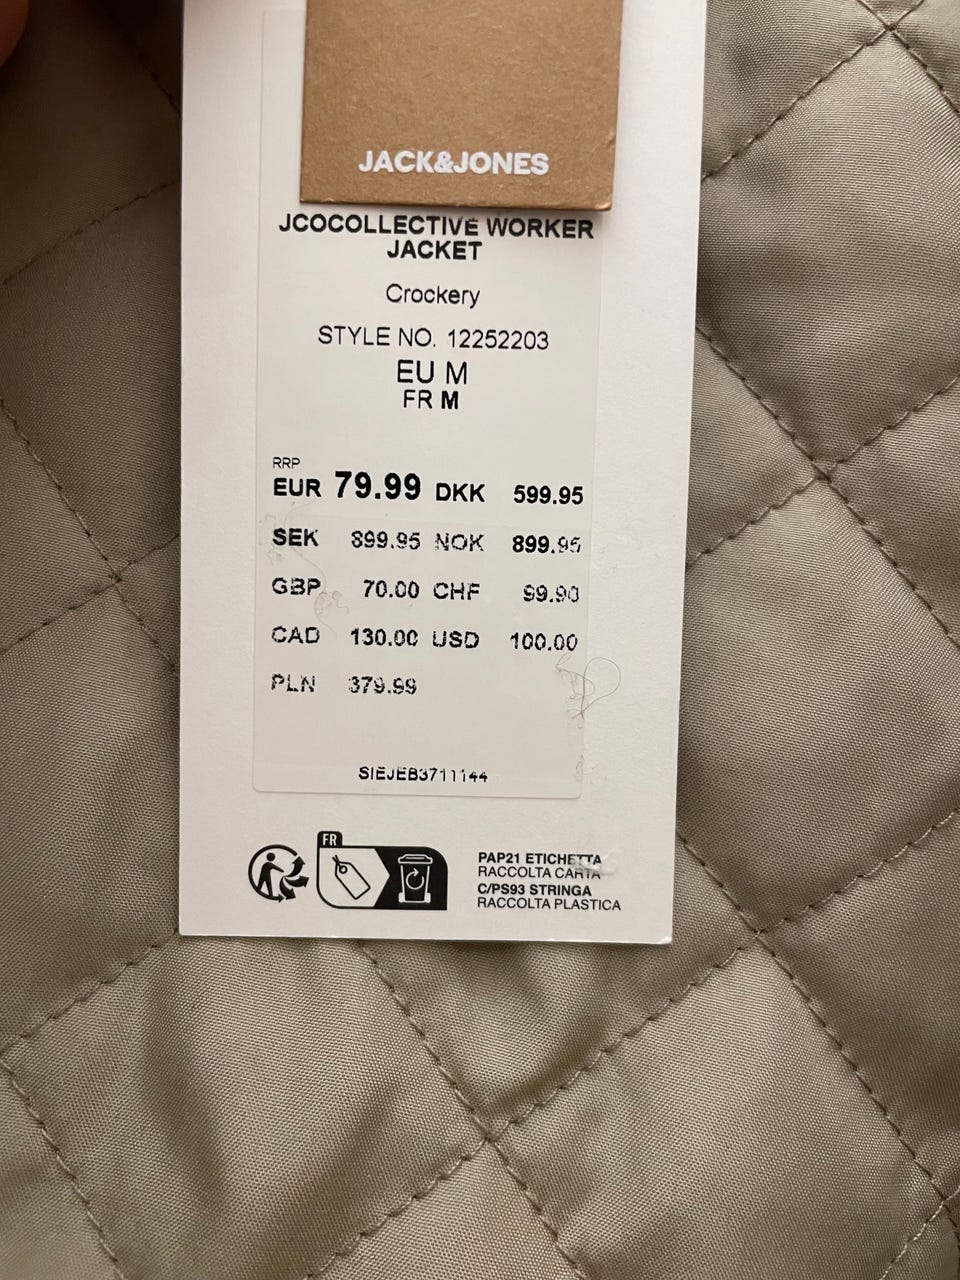 JACK&JONES
JCOCOLLECTIVE WORKER
JACKET
Crockery
STYLE NO. 12252203
EU M
FR M
RRP
EUR 79.99 DKK 599.95
SEK 899.95 NOK 899.95
GBP 70.00 CHF 99.90
CAD 130.00 USD 100.00
PLN 379.99
SIEJEB3711144
FR
PAP21 ETICHETTA
RACCOLTA CARTA
C/PS93 STRINGA
RACCOLTA PLASTICA